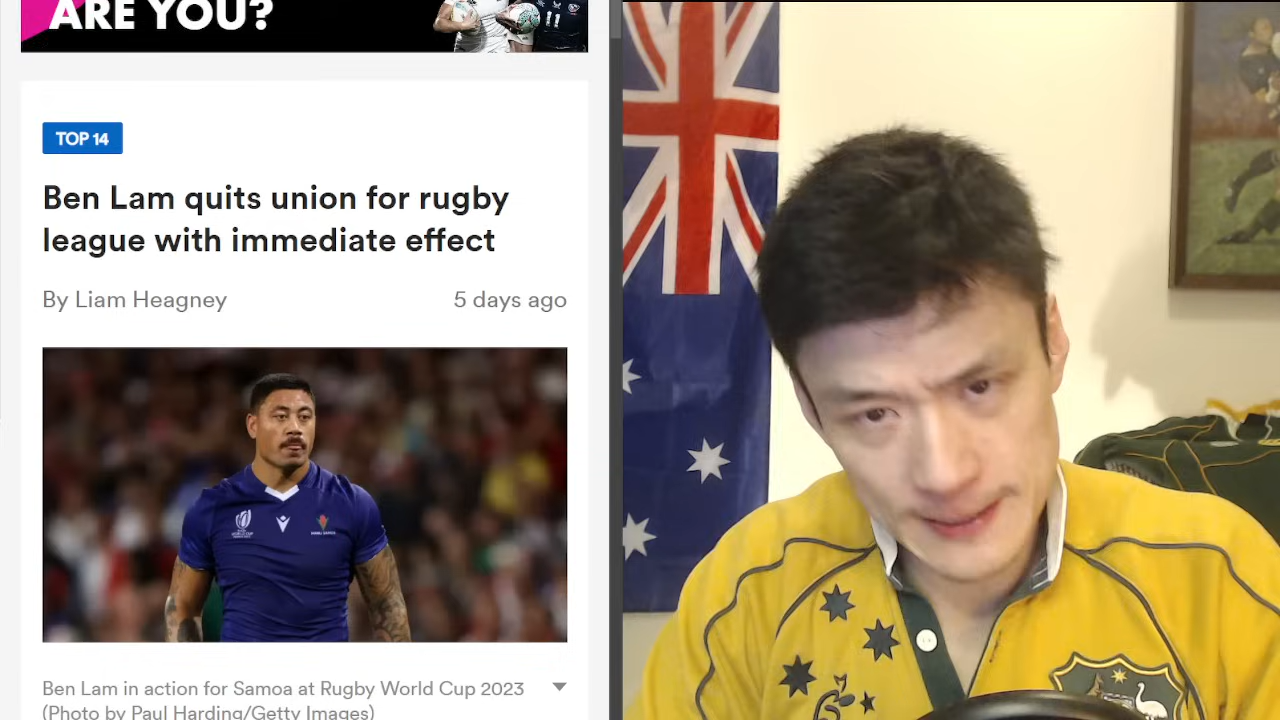 ARE YOU?
11
TOP 14
Ben Lam quits union for rugby
league with immediate effect
By Liam Heagney
5 days ago
Ben Lam in action for Samoa at Rugby World Cup 2023
(Photo by Paul Harding/Getty Images)